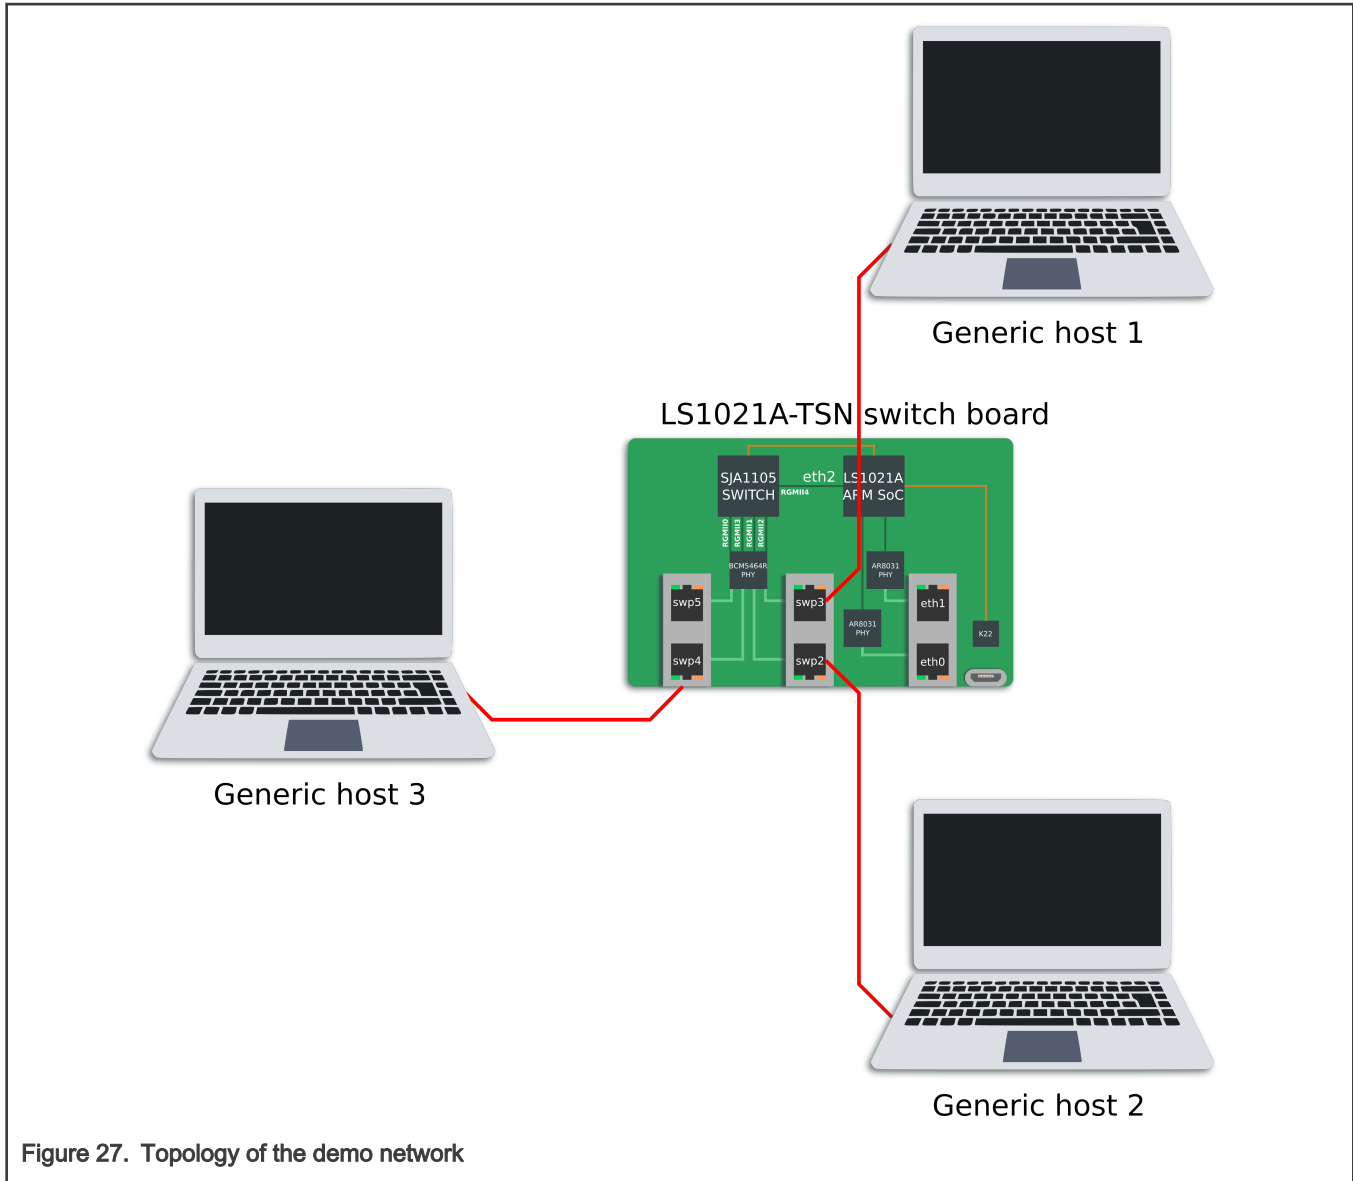 Generic host 1
LS1021A-TSN switch board
SJA1105
SWITCH
eth2
RGMII4
LS1021A
ARM SoC
RGMII0
RGMII3
RGMII1
RGMII2
BCM5464R
PHY
AR8031
PHY
swp5
swp3
eth1
AR8031
PHY
K22
swp4
swp2
eth0
Generic host 3
Generic host 2
Figure 27. Topology of the demo network